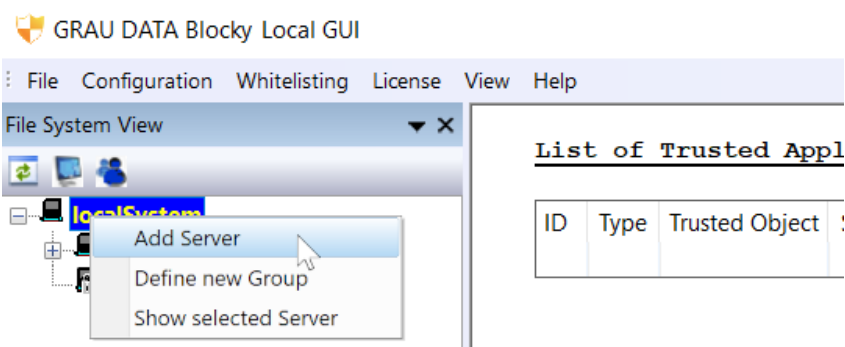 GRAU DATA Blocky Local GUI
File Configuration Whitelisting License View Help
File System View
List of Trusted
localSystem
ID Type Trusted Object
Add Server
Define new Group
Show selected Server